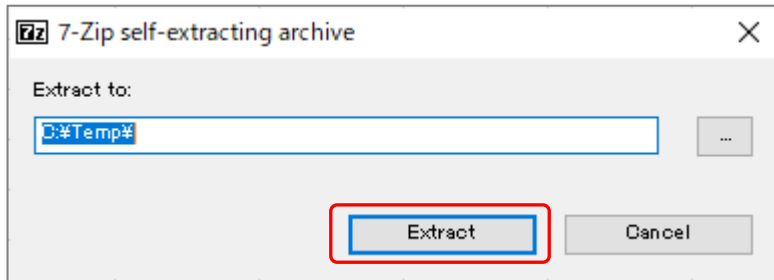 7z 7-Zip self-extracting archive
Extract to:
C:¥Temp¥
...
Extract
Cancel